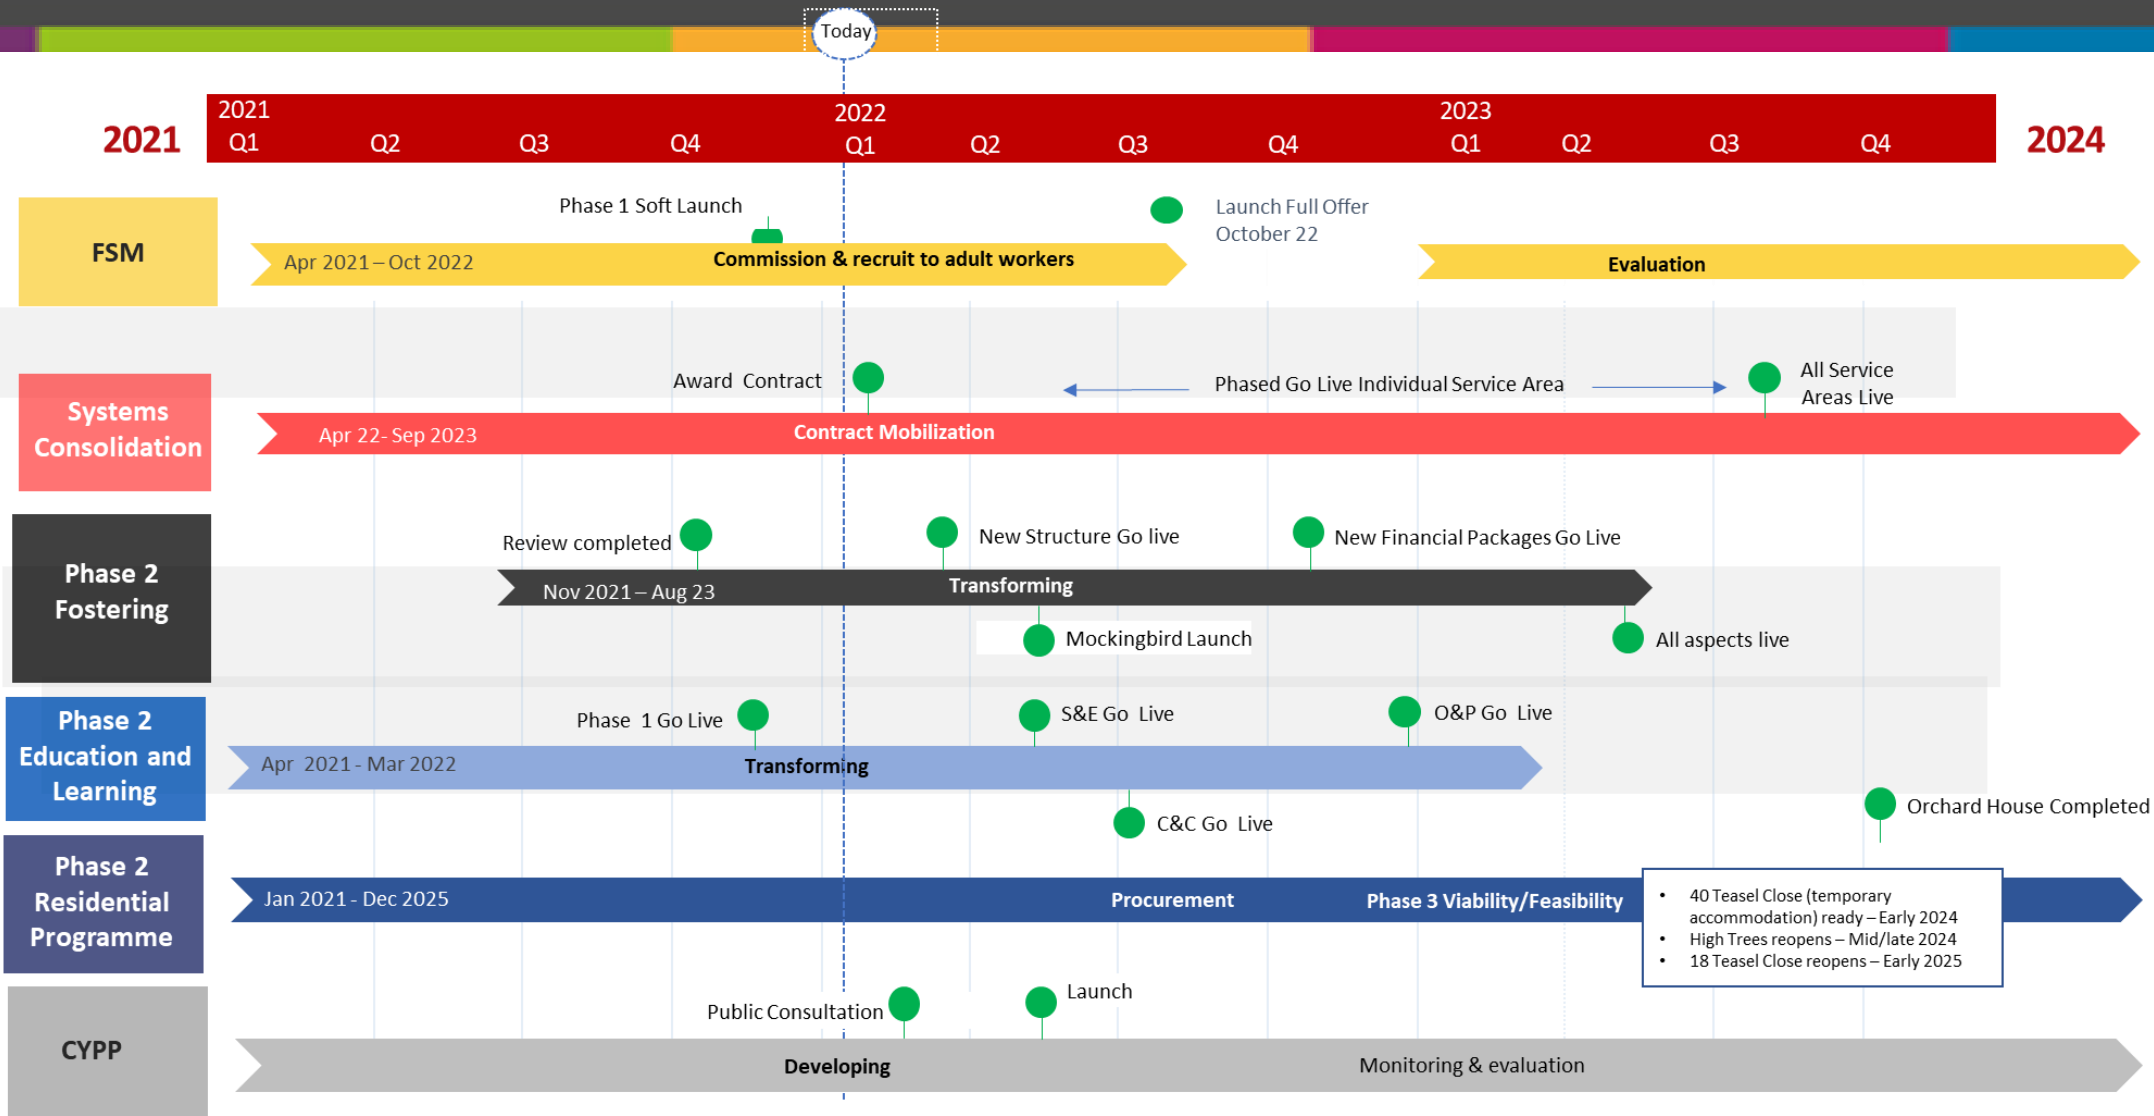 Today
2021
2021
Q1
Q2
Q3
Q4
2022
Q1
Q2
Q3
Q4
2023
Q1
Q2
Q3
Q4
2024
FSM
Phase 1 Soft Launch
Launch Full Offer
October 22
Apr 2021 – Oct 2022
Commission & recruit to adult workers
Evaluation
Systems
Consolidation
Award Contract
Phased Go Live Individual Service Area
All Service
Areas Live
Apr 22- Sep 2023
Contract Mobilization
Phase 2
Fostering
Review completed
New Structure Go live
New Financial Packages Go Live
Nov 2021 – Aug 23
Transforming
Mockingbird Launch
All aspects live
Phase 2
Education and
Learning
Phase 1 Go Live
S&E Go Live
O&P Go Live
Apr 2021 - Mar 2022
Transforming
C&C Go Live
Orchard House Completed
Phase 2
Residential
Programme
Jan 2021 - Dec 2025
Procurement
Phase 3 Viability/Feasibility
• 40 Teasel Close (temporary
accommodation) ready – Early 2024
• High Trees reopens – Mid/late 2024
• 18 Teasel Close reopens – Early 2025
CYPP
Public Consultation
Launch
Developing
Monitoring & evaluation